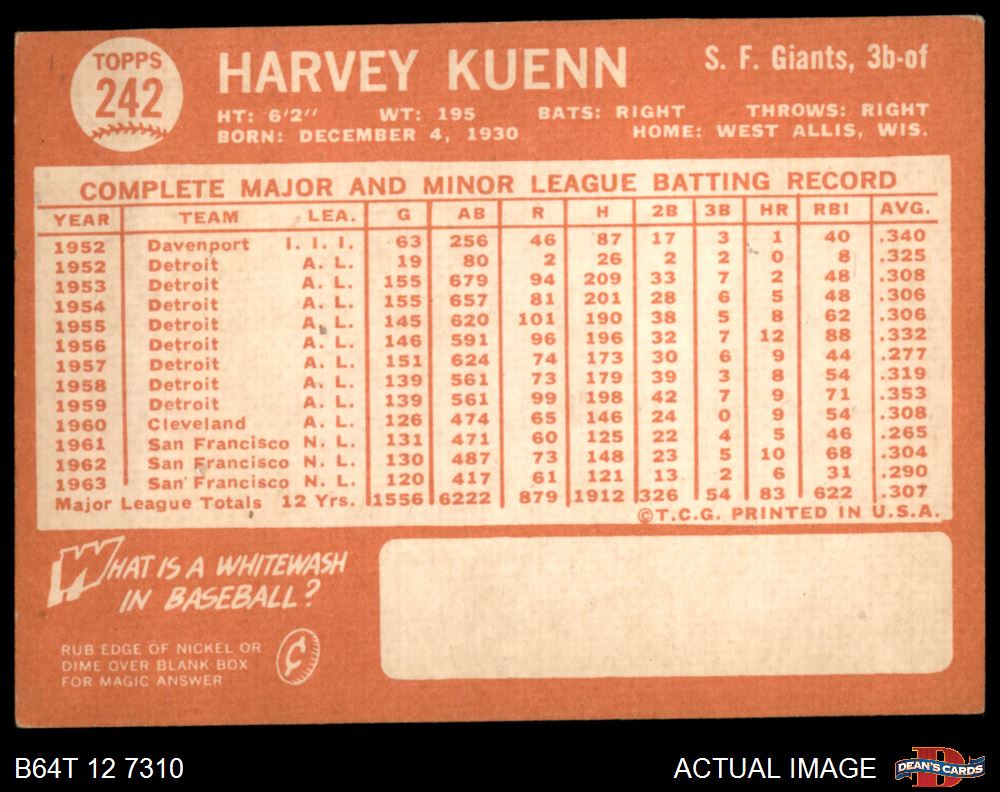 TOPPS
242
HARVEY KUENN
S. F. Giants, 3b-of
HT: 6'2" WT: 195 BATS: RIGHT THROWS: RIGHT
BORN: DECEMBER 4, 1930 HOME: WEST ALLIS, WIS.
COMPLETE MAJOR AND MINOR LEAGUE BATTING RECORD
YEAR TEAM LEA. G AB R H 2B 3B HR RBI AVG.
1952 Davenport I. I. I. 63 256 46 87 17 3 1 40 .340
1952 Detroit A. L. 19 80 2 26 2 2 0 8 .325
1953 Detroit A. L. 155 679 94 209 33 7 2 48 .308
1954 Detroit A. L. 155 657 81 201 28 6 5 48 .306
1955 Detroit A. L. 145 620 101 190 38 5 8 62 .306
1956 Detroit A. L. 146 591 96 196 32 7 12 88 .332
1957 Detroit A. L. 151 624 74 173 30 6 9 44 .277
1958 Detroit A. L. 139 561 73 179 39 3 8 54 .319
1959 Detroit A. L. 139 561 99 198 42 7 9 71 .353
1960 Cleveland A. L. 126 474 65 146 24 0 9 54 .308
1961 San Francisco N. L. 131 471 60 125 22 4 5 46 .265
1962 San Francisco N. L. 130 487 73 148 23 5 10 68 .304
1963 San Francisco N. L. 120 417 61 121 13 2 6 31 .290
Major League Totals 12 Yrs. 1556 6222 879 1912 326 54 83 622 .307
©T.C.G. PRINTED IN U.S.A.
WHAT IS A WHITEWASH
IN BASEBALL?
RUB EDGE OF NICKEL OR
DIME OVER BLANK BOX
FOR MAGIC ANSWER
¢
B64T 12 7310
ACTUAL IMAGE
D
DEAN'S CARDS